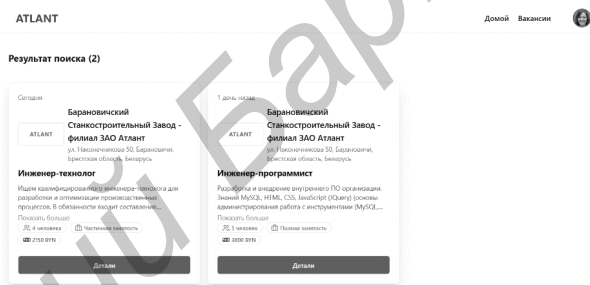 ATLANT
Домой Вакансии
Результат поиска (2)
Сегодня
ATLANT
Барановичский
Станкостроительный Завод -
филиал ЗАО Атлант
ул. Наконечникова 50, Барановичи,
Брестская область, Беларусь
Инженер-технолог
Ищем квалифицированного инженера-технолога для
разработки и оптимизации производственных
процессов. В обязанности входит составление...
Показать больше
4 человека Частичная занятость
2150 BYN
Детали
1 день назад
ATLANT
Барановичский
Станкостроительный Завод -
филиал ЗАО Атлант
ул. Наконечникова 50, Барановичи,
Брестская область, Беларусь
Инженер-программист
Разработка и внедрение внутреннего ПО организации.
Знаний MySQL, HTML, CSS, JavaScript (JQuery) (основы
администрирования работа с инструментами (MySQL,...
Показать больше
5 человек Полная занятость
3000 BYN
Детали